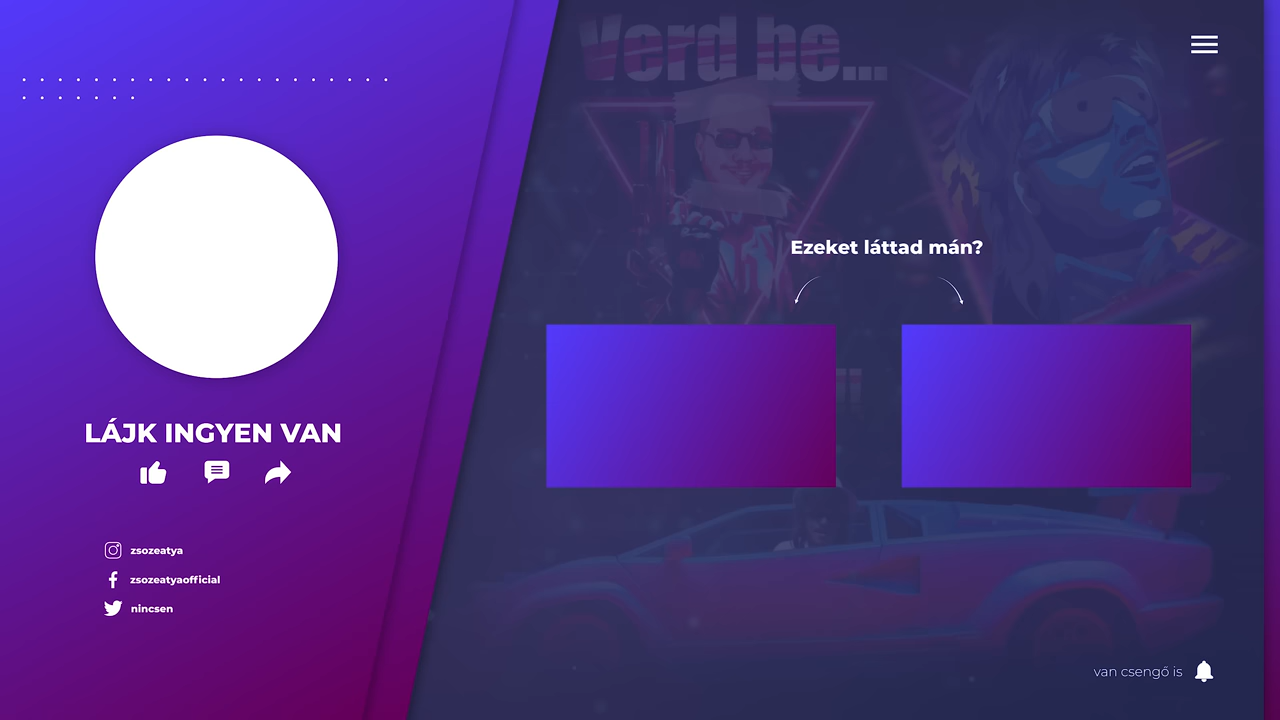 Verd be...
Ezeket láttad mán?
LÁJK INGYEN VAN
zsozeatya
zsozeatyaofficial
nincsen
van csengő is